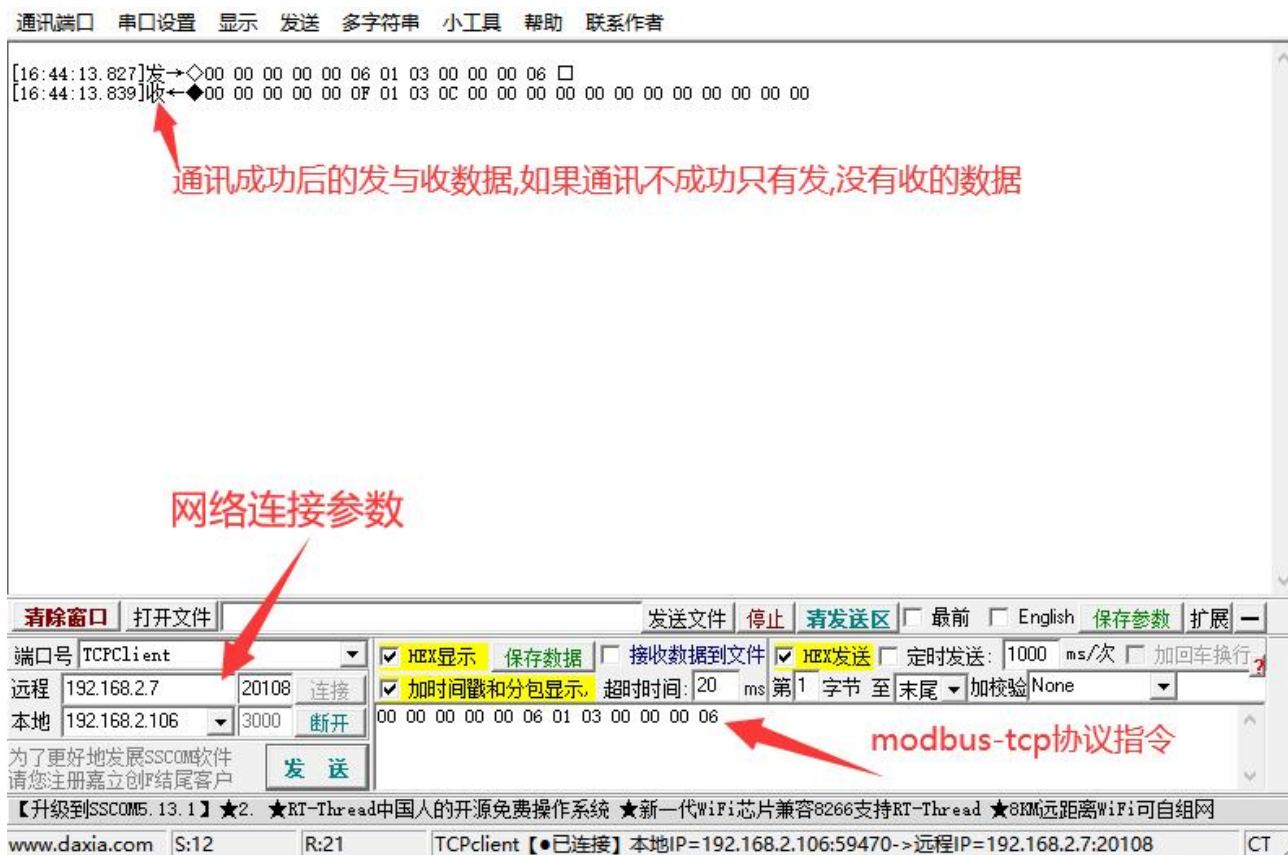 通讯端口 串口设置 显示 发送 多字符串 小工具 帮助 联系作者
[16:44:13.827]发→◇00 00 00 00 00 06 01 03 00 00 00 06 □
[16:44:13.839]收←◆00 00 00 00 00 0F 01 03 0C 00 00 00 00 00 00 00 00 00 00 00 00
通讯成功后的发与收数据,如果通讯不成功只有发,没有收的数据
网络连接参数
清除窗口 打开文件 发送文件 停止 清发送区 最前 English 保存参数 扩展 —
端口号 TCPClient HEX显示 保存数据 接收数据到文件 HEX发送 定时发送: 1000 ms/次 加回车换行 ?
远程 192.168.2.7 20108 连接 加时间戳和分包显示, 超时时间: 20 ms 第 1 字节 至 末尾 加校验 None
本地 192.168.2.106 3000 断开 00 00 00 00 00 06 01 03 00 00 00 06
modbus-tcp协议指令
为了更好地发展SSCOM软件
请您注册嘉立创F结尾客户
发 送
【升级到SSCOM5.13.1】★2. ★RT-Thread中国人的开源免费操作系统 ★新一代WiFi芯片兼容8266支持RT-Thread ★8KM远距离WiFi可自组网
www.daxia.com S:12 R:21 TCPclient【●已连接】本地IP=192.168.2.106:59470->远程IP=192.168.2.7:20108 CT